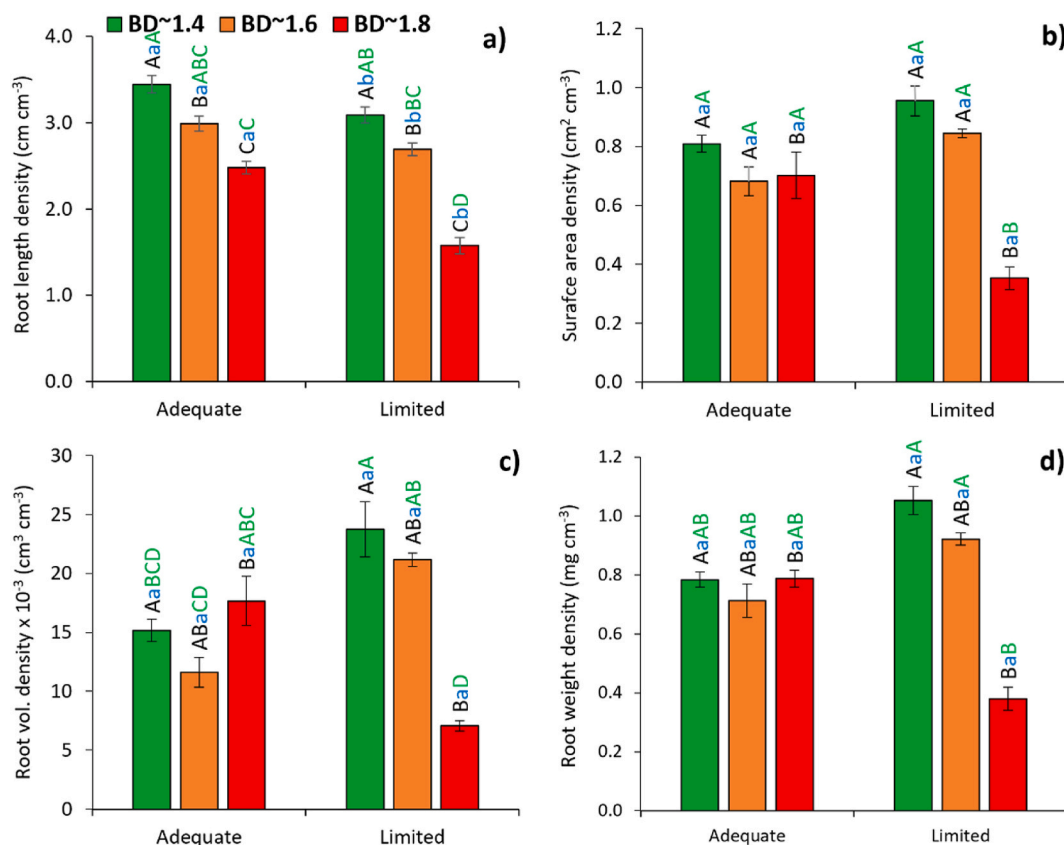 BD~1.4 BD~1.6 BD~1.8
a)
Root length density (cm cm⁻³)
4.0
3.0
2.0
1.0
0.0
AaA
BaABC
CaC
AbAB
BbBC
CbD
Adequate Limited
b)
Surafce area density (cm² cm⁻³)
1.2
1.0
0.8
0.6
0.4
0.2
0.0
AaA
AaA
BaA
AaA
AaA
BaB
Adequate Limited
c)
Root vol. density x 10⁻³ (cm³ cm⁻³)
30
25
20
15
10
5
0
AaBCD
ABaCD
BaABC
AaA
ABaAB
BaD
Adequate Limited
d)
Root weight density (mg cm⁻³)
1.2
1.0
0.8
0.6
0.4
0.2
0.0
AaAB
ABaAB
BaAB
AaA
ABaA
BaB
Adequate Limited